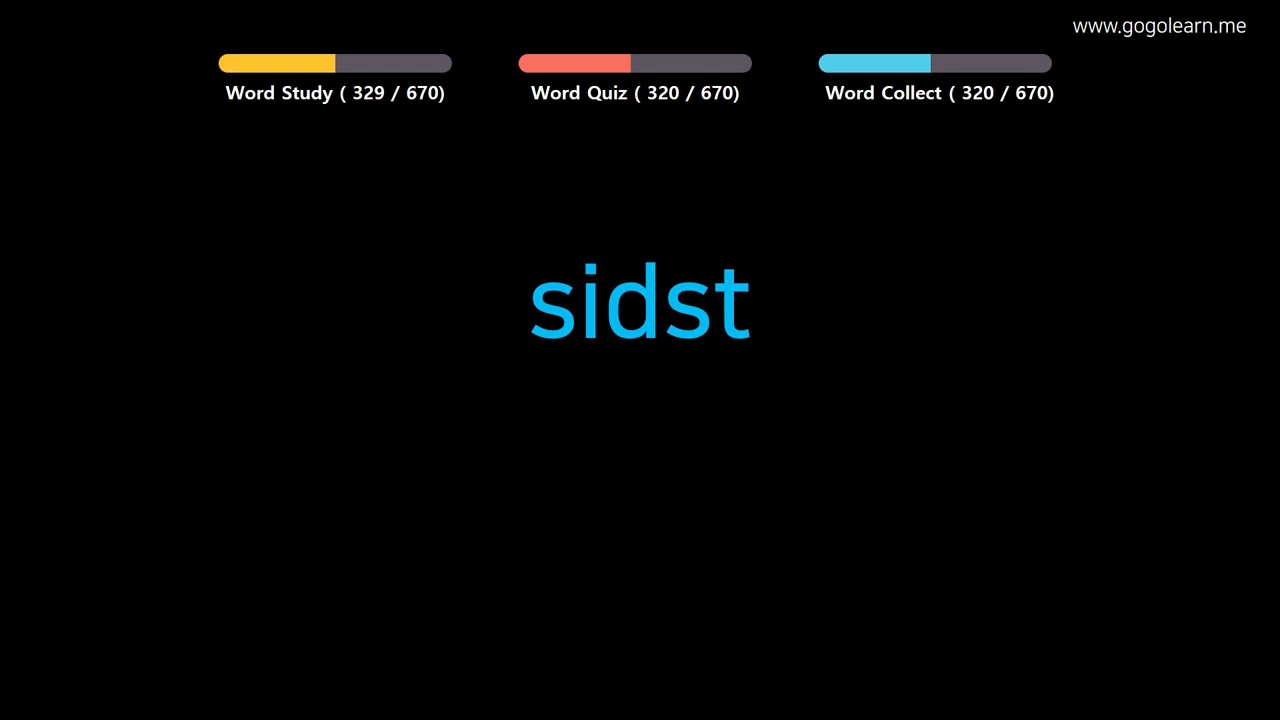 www.gogolearn.me
Word Study ( 329 / 670)
Word Quiz ( 320 / 670)
Word Collect ( 320 / 670)
sidst